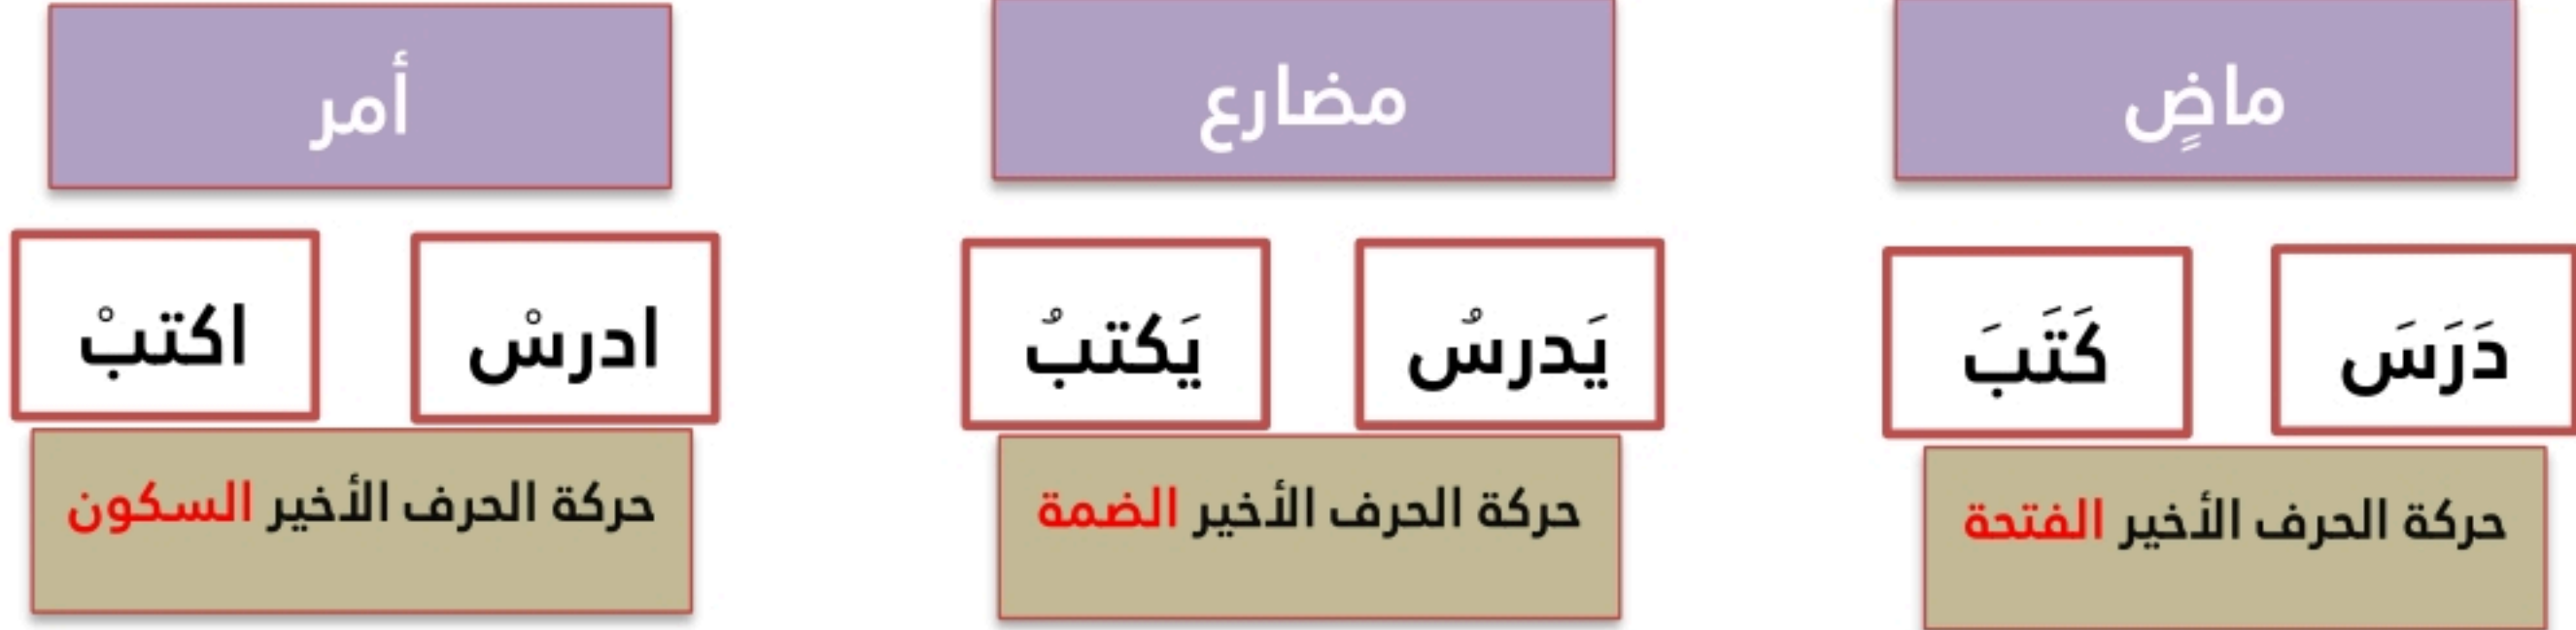 ماضٍ
مضارع
أمر
دَرَسَ
كَتَبَ
يَدرسُ
يَكتبُ
ادرسْ
اكتبْ
حركة الحرف الأخير الفتحة
حركة الحرف الأخير الضمة
حركة الحرف الأخير السكون